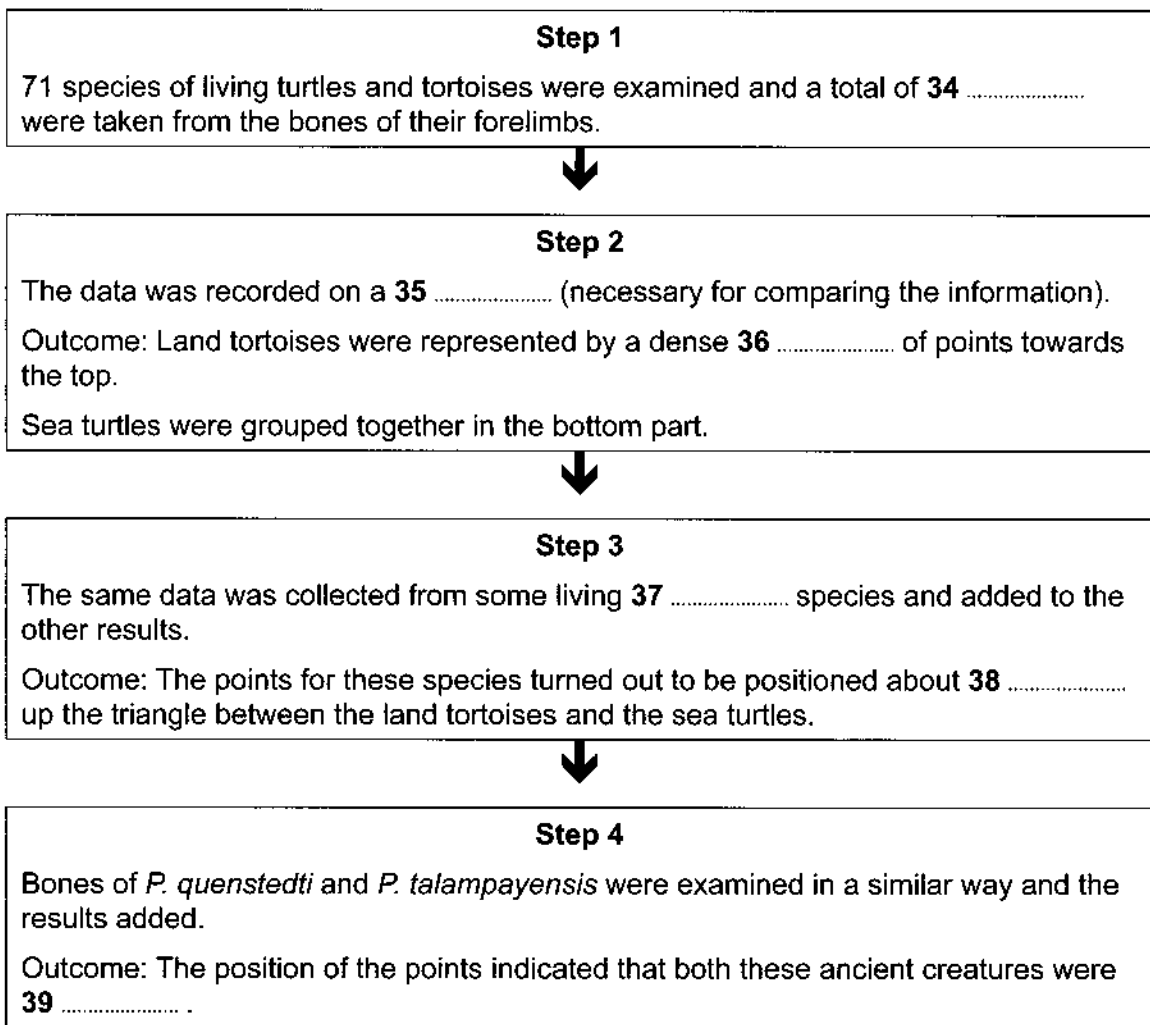 Step 1
71 species of living turtles and tortoises were examined and a total of 34 .....................
were taken from the bones of their forelimbs.
Step 2
The data was recorded on a 35 ..................... (necessary for comparing the information).
Outcome: Land tortoises were represented by a dense 36 ..................... of points towards
the top.
Sea turtles were grouped together in the bottom part.
Step 3
The same data was collected from some living 37 ..................... species and added to the
other results.
Outcome: The points for these species turned out to be positioned about 38 .....................
up the triangle between the land tortoises and the sea turtles.
Step 4
Bones of P. quenstedti and P. talampayensis were examined in a similar way and the
results added.
Outcome: The position of the points indicated that both these ancient creatures were
39 ..................... .